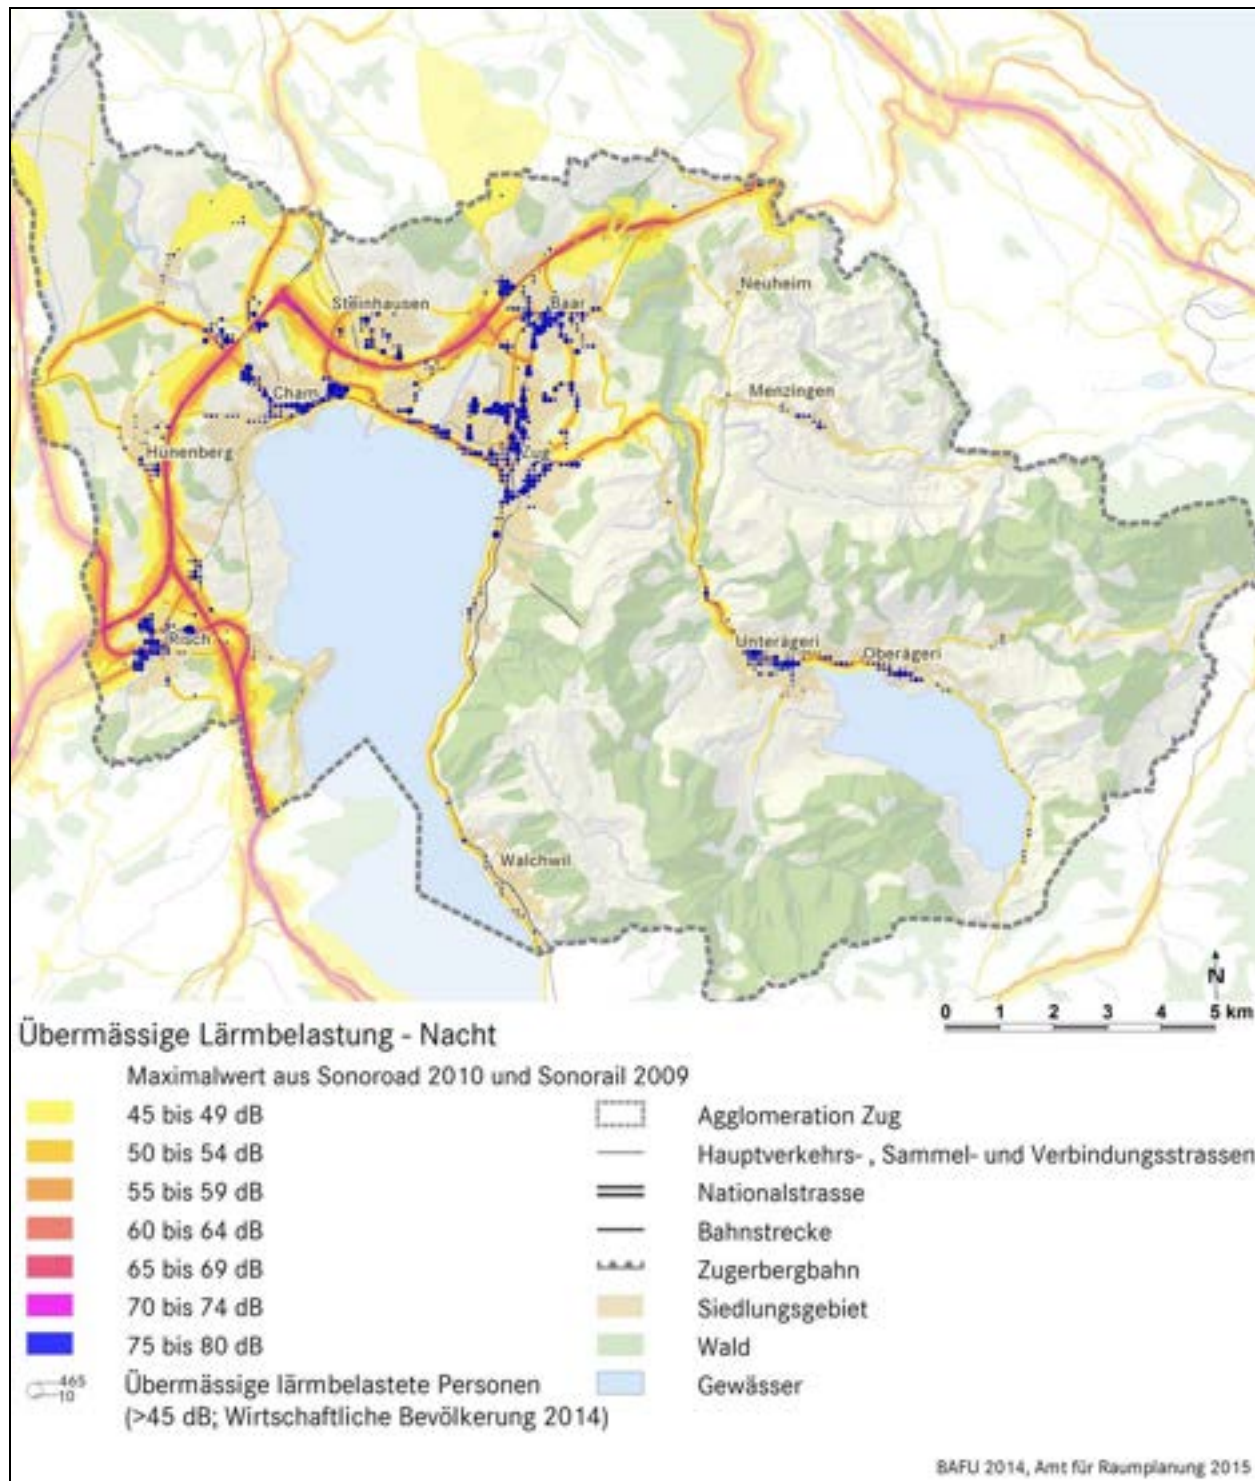 Steinhausen
Baar
Neuheim
Cham
Menzingen
Hünenberg
Zug
Risch
Unterägeri
Oberägeri
Walchwil
N
0 1 2 3 4 5 km
Übermässige Lärmbelastung - Nacht
Maximalwert aus Sonoroad 2010 und Sonorail 2009
45 bis 49 dB
50 bis 54 dB
55 bis 59 dB
60 bis 64 dB
65 bis 69 dB
70 bis 74 dB
75 bis 80 dB
465
10
Übermässige lärmbelastete Personen
(>45 dB; Wirtschaftliche Bevölkerung 2014)
Agglomeration Zug
Hauptverkehrs- , Sammel- und Verbindungsstrassen
Nationalstrasse
Bahnstrecke
Zugerbergbahn
Siedlungsgebiet
Wald
Gewässer
BAFU 2014, Amt für Raumplanung 2015